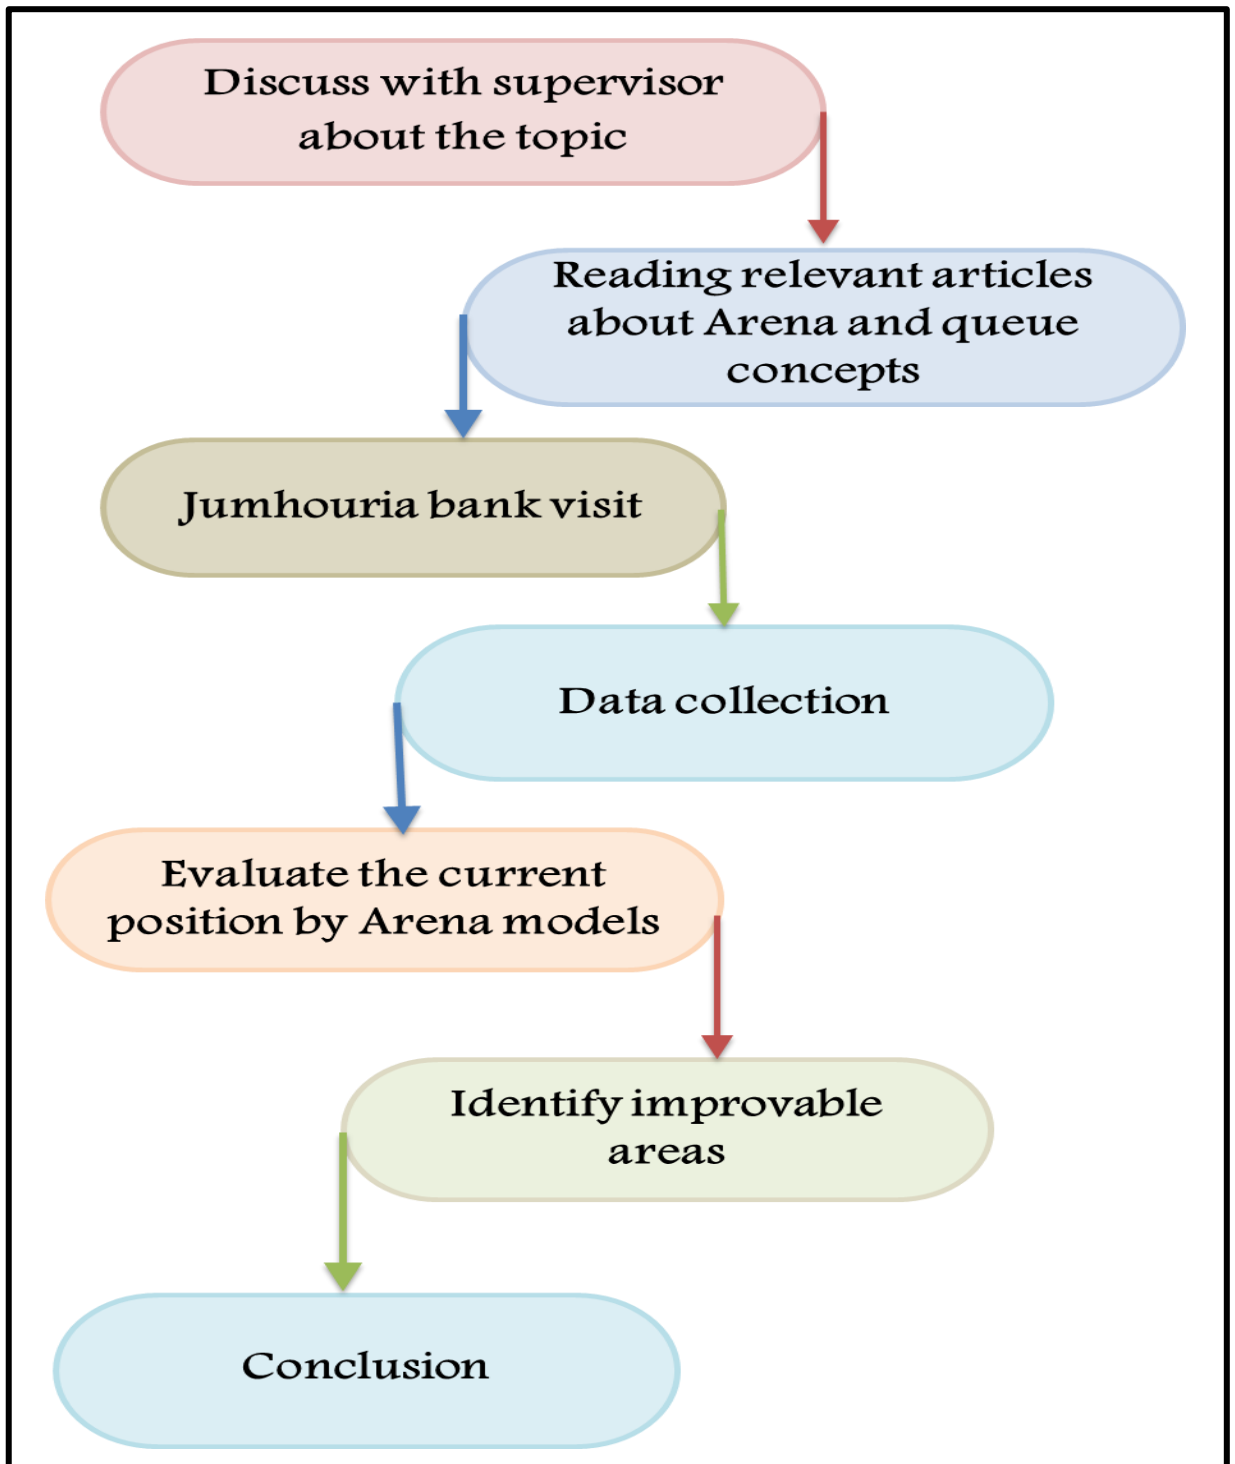 Discuss with supervisor
about the topic
Reading relevant articles
about Arena and queue
concepts
Jumhouria bank visit
Data collection
Evaluate the current
position by Arena models
Identify improvable
areas
Conclusion